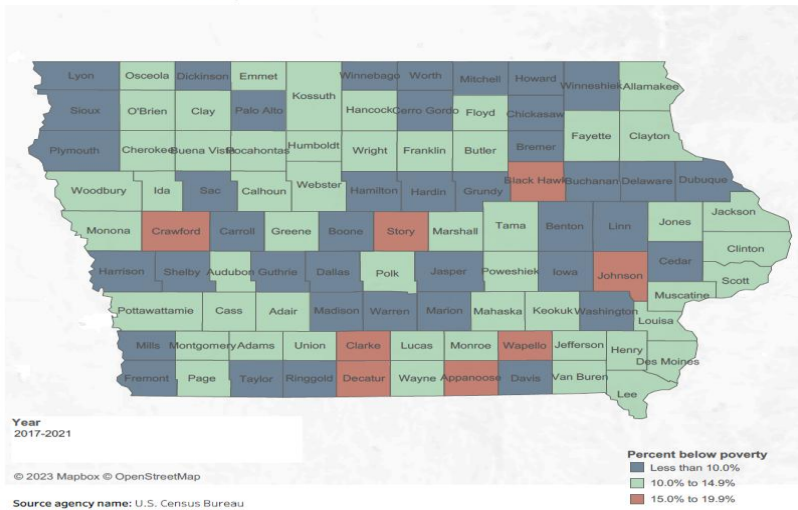 Lyon Osceola Dickinson Emmet Winnebago Worth Mitchell Howard Winneshiek Allamakee
Kossuth
Sioux O'Brien Clay Palo Alto Hancock Cerro Gordo Floyd Chickasaw
Fayette Clayton
Plymouth Cherokee Buena Vista Pocahontas Humboldt Wright Franklin Butler Bremer
Woodbury Ida Sac Calhoun Webster Hamilton Hardin Grundy Black Hawk Buchanan Delaware Dubuque
Monona Crawford Carroll Greene Boone Story Marshall Tama Benton Linn Jones Jackson
Clinton
Harrison Shelby Audubon Guthrie Dallas Polk Jasper Poweshiek Iowa Johnson Cedar Scott
Muscatine
Pottawattamie Cass Adair Madison Warren Marion Mahaska Keokuk Washington
Louisa
Mills Montgomery Adams Union Clarke Lucas Monroe Wapello Jefferson Henry
Des Moines
Fremont Page Taylor Ringgold Decatur Wayne Appanoose Davis Van Buren
Lee
Year
2017-2021
© 2023 Mapbox © OpenStreetMap
Percent below poverty
Less than 10.0%
10.0% to 14.9%
15.0% to 19.9%
Source agency name: U.S. Census Bureau